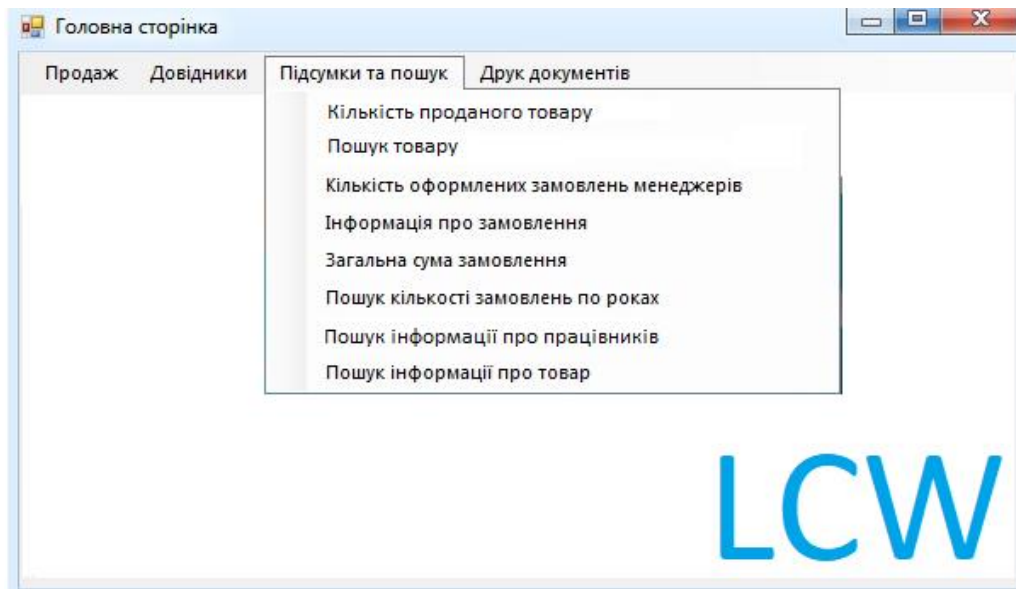 Головна сторінка
Продаж Довідники Підсумки та пошук Друк документів
Кількість проданого товару
Пошук товару
Кількість оформлених замовлень менеджерів
Інформація про замовлення
Загальна сума замовлення
Пошук кількості замовлень по роках
Пошук інформації про працівників
Пошук інформації про товар
LCW